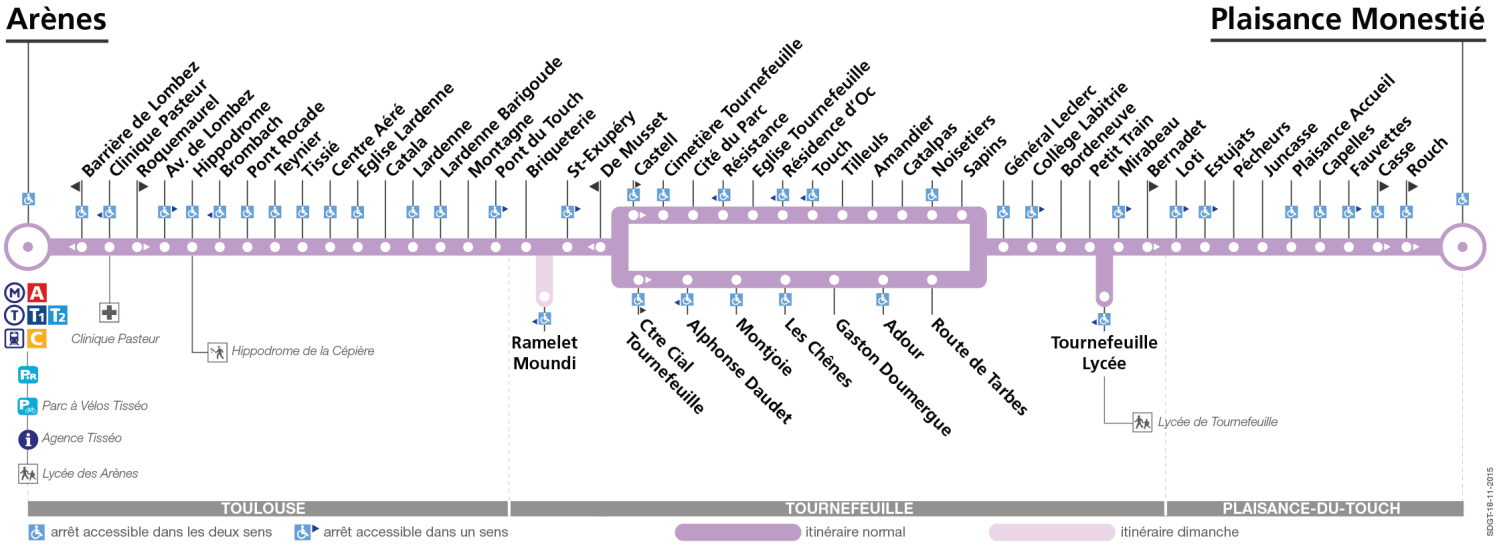 Arènes
Plaisance Monestié
Barrière de Lombez
Clinique Pasteur
Roquemaurel
Av. de Lombez
Hippodrome
Brombach
Pont Rocade
Teynier
Tissié
Centre Aéré
Eglise Lardenne
Catala
Lardenne
Lardenne Barigoude
Montagne
Pont du Touch
Briqueterie
St-Exupéry
De Musset
Castell
Cimetière Tournefeuille
Cité du Parc
Résistance
Eglise Tournefeuille
Résidence d'Oc
Touch
Tilleuls
Amandier
Catalpas
Noisetiers
Sapins
Général Leclerc
Collège Labitrie
Bordeneuve
Petit Train
Mirabeau
Bernadet
Loti
Estujats
Pécheurs
Juncasse
Plaisance Accueil
Capelles
Fauvettes
Casse
Rouch
M A
T T1 T2
C
Clinique Pasteur
Hippodrome de la Cépière
Ramelet
Moundi
Ctre Cial
Tournefeuille
Alphonse Daudet
Montjoie
Les Chênes
Gaston Doumergue
Adour
Route de Tarbes
Tournefeuille
Lycée
Lycée de Tournefeuille
PR
P
Parc à Vélos Tisséo
i
Agence Tisséo
Lycée des Arènes
TOULOUSE
TOURNEFEUILLE
PLAISANCE-DU-TOUCH
arrêt accessible dans les deux sens
arrêt accessible dans un sens
itinéraire normal
itinéraire dimanche
SDGT-18-11-2015